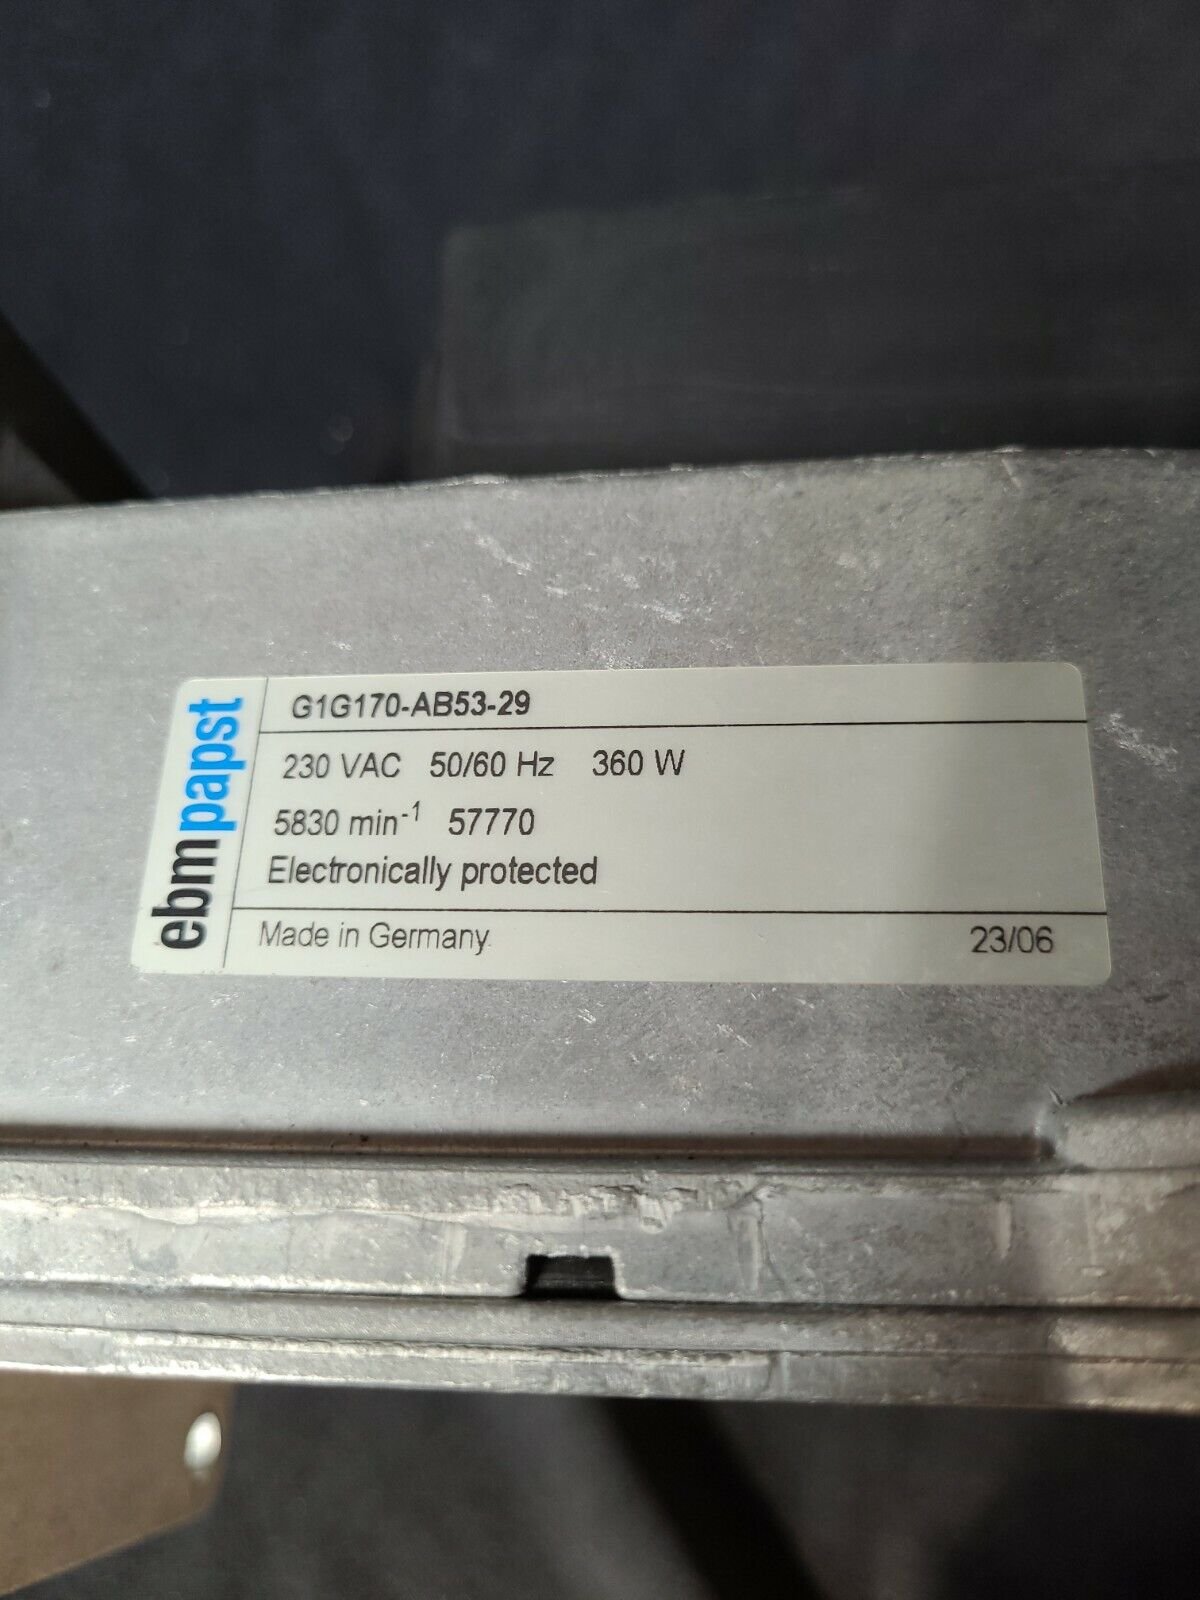 ebmpapst
G1G170-AB53-29
230 VAC 50/60 Hz 360 W
5830 min⁻¹ 57770
Electronically protected
Made in Germany 23/06